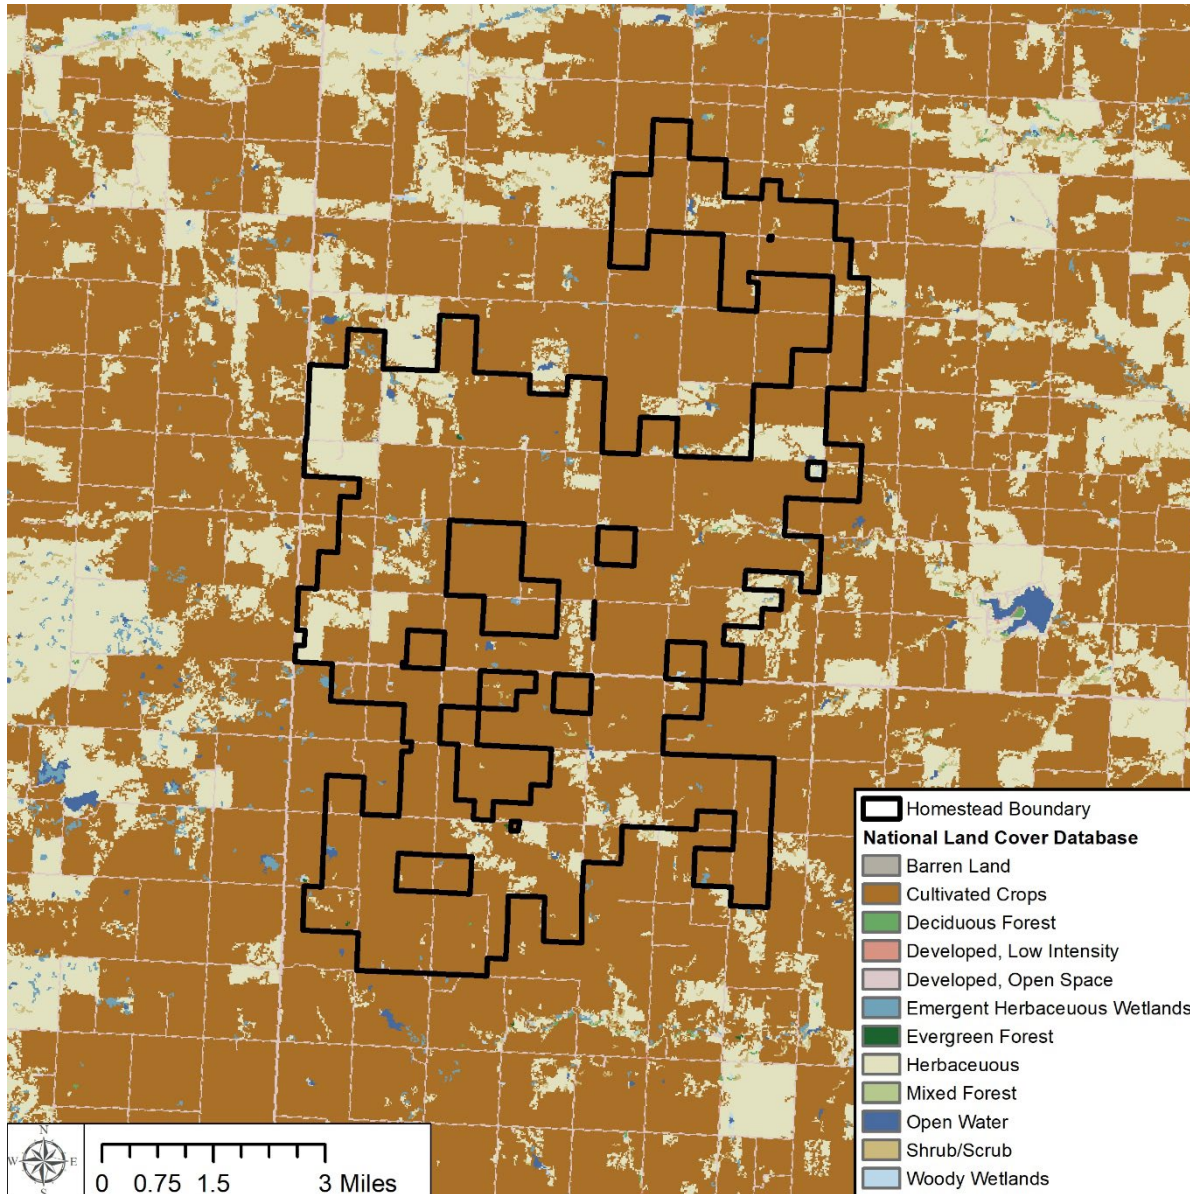 Homestead Boundary
National Land Cover Database
Barren Land
Cultivated Crops
Deciduous Forest
Developed, Low Intensity
Developed, Open Space
Emergent Herbaceuous Wetlands
Evergreen Forest
Herbaceuous
Mixed Forest
Open Water
Shrub/Scrub
Woody Wetlands
N
W E
S
0 0.75 1.5 3 Miles